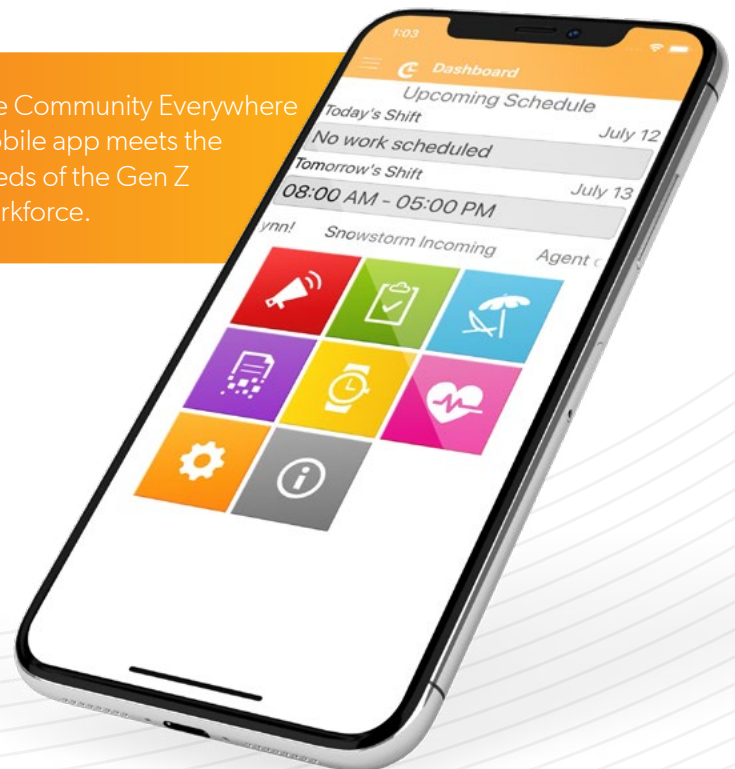 e Community Everywhere
bile app meets the
eds of the Gen Z
rkforce.
1:03
Dashboard
Upcoming Schedule
Today's Shift
July 12
No work scheduled
Tomorrow's Shift
July 13
08:00 AM - 05:00 PM
ynn! Snowstorm Incoming Agent